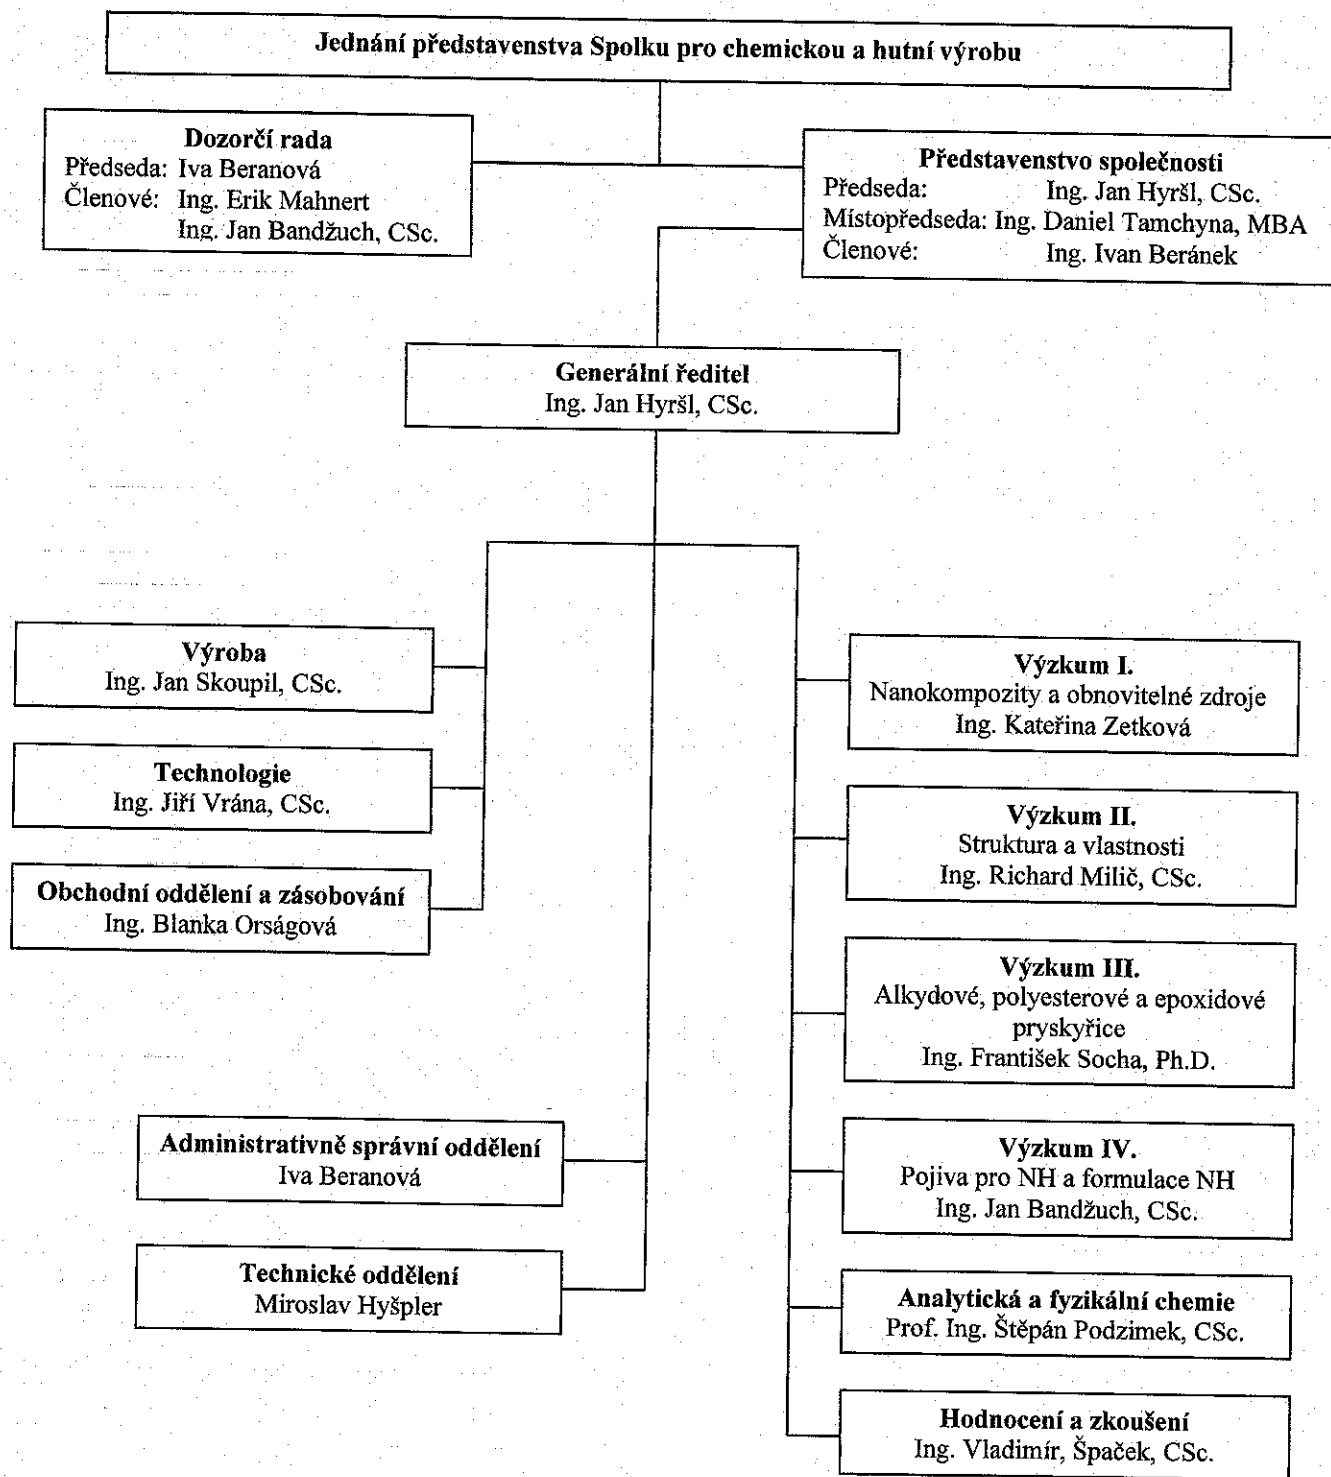 Jednání představenstva Spolku pro chemickou a hutní výrobu
Dozorčí rada
Předseda: Iva Beranová
Členové: Ing. Erik Mahnert
Ing. Jan Bandžuch, CSc.
Představenstvo společnosti
Předseda: Ing. Jan Hyršl, CSc.
Místopředseda: Ing. Daniel Tamchyna, MBA
Členové: Ing. Ivan Beránek
Generální ředitel
Ing. Jan Hyršl, CSc.
Výroba
Ing. Jan Skoupil, CSc.
Technologie
Ing. Jiří Vrána, CSc.
Obchodní oddělení a zásobování
Ing. Blanka Orságová
Administrativně správní oddělení
Iva Beranová
Technické oddělení
Miroslav Hyšpler
Výzkum I.
Nanokompozity a obnovitelné zdroje
Ing. Kateřina Zetková
Výzkum II.
Struktura a vlastnosti
Ing. Richard Milič, CSc.
Výzkum III.
Alkydové, polyesterové a epoxidové
pryskyřice
Ing. František Socha, Ph.D.
Výzkum IV.
Pojiva pro NH a formulace NH
Ing. Jan Bandžuch, CSc.
Analytická a fyzikální chemie
Prof. Ing. Štěpán Podzimek, CSc.
Hodnocení a zkoušení
Ing. Vladimír, Špaček, CSc.